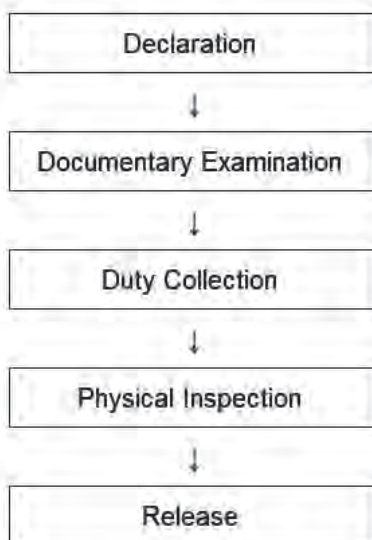 Declaration
↓
Documentary Examination
↓
Duty Collection
↓
Physical Inspection
↓
Release